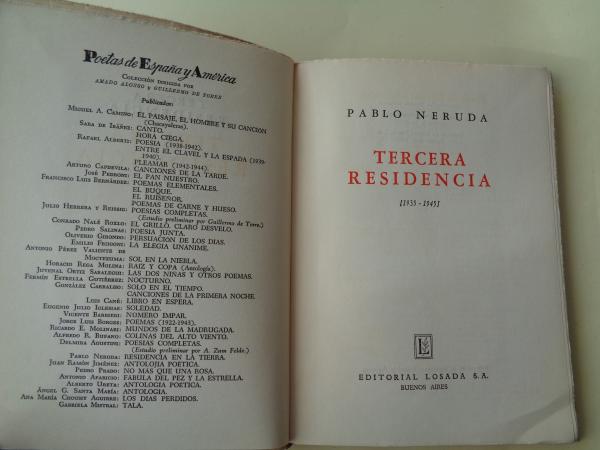 Poetas de España y América
COLECCIÓN DIRIGIDA POR
AMADO ALONSO y GUILLERMO DE TORRE
Publicados:
MIGUEL A. CAMINO: EL PAISAJE, EL HOMBRE Y SU CANCIÓN
(Chacayaleras).
SARA DE IBÁÑEZ: CANTO.
HORA CIEGA.
RAFAEL ALBERTI: POESÍA (1938-1942).
ENTRE EL CLAVEL Y LA ESPADA (1939-
1940).
PLEAMAR (1942-1944).
ARTURO CAPDEVILA: CANCIONES DE LA TARDE.
JOSÉ PEDRONI: EL PAN NUESTRO.
FRANCISCO LUIS BERNÁRDEZ: POEMAS ELEMENTALES.
EL BUQUE.
EL RUISEÑOR.
POEMAS DE CARNE Y HUESO.
JULIO HERRERA Y REISSIG: POESÍAS COMPLETAS.
(Estudio preliminar por Guillermo de Torre.)
CONRADO NALÉ ROXLO: EL GRILLO. CLARO DESVELO.
PEDRO SALINAS: POESÍA JUNTA.
OLIVERIO GIRONDO: PERSUACIÓN DE LOS DÍAS.
EMILIO FRUGONI: LA ELEGÍA UNÁNIME.
ANTONIO PÉREZ VALIENTE DE
MOCTEZUMA: SOL EN LA NIEBLA.
HORACIO REGA MOLINA: RAÍZ Y COPA (Antología).
JUVENAL ORTIZ SARALEGUI: LAS DOS NIÑAS Y OTROS POEMAS.
FERMÍN ESTRELLA GUTIÉRREZ: NOCTURNO.
GONZÁLEZ CARBALHO: SOLO EN EL TIEMPO.
CANCIONES DE LA PRIMERA NOCHE.
LUIS CANÉ: LIBRO EN ESPERA.
EUGENIO JULIO IGLESIAS: SOLEDAD.
VICENTE BARBIERI: NÚMERO IMPAR.
JORGE LUIS BORGES: POEMAS (1922-1943).
RICARDO E. MOLINARI: MUNDOS DE LA MADRUGADA.
ALFREDO R. BUFANO: COLINAS DEL ALTO VIENTO.
DELMIRA AGUSTINI: POESÍAS COMPLETAS.
(Estudio preliminar por A. Zum Felde.)
PABLO NERUDA: RESIDENCIA EN LA TIERRA.
JUAN RAMÓN JIMÉNEZ: ANTOLOJÍA POÉTICA.
PEDRO PRADO: NO MÁS QUE UNA ROSA.
ANTONIO APARICIO: FÁBULA DEL PEZ Y LA ESTRELLA.
ALBERTO URETA: ANTOLOGÍA POÉTICA.
ÁNGEL G. SANTA MARÍA: ANTOLOGÍA.
ANA MARÍA CHOUHY AGUIRRE: LOS DÍAS PERDIDOS.
GABRIELA MISTRAL: TALA.
PABLO NERUDA
TERCERA
RESIDENCIA
[1935-1945]
EDITORIAL LOSADA S.A.
BUENOS AIRES